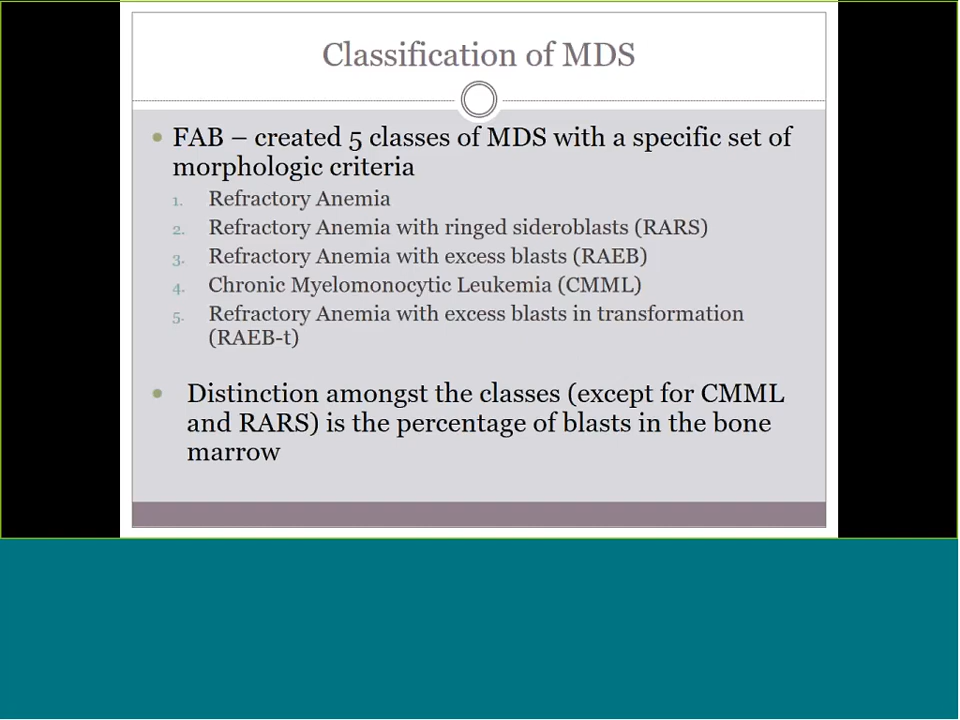 Classification of MDS
FAB – created 5 classes of MDS with a specific set of
morphologic criteria
1. Refractory Anemia
2. Refractory Anemia with ringed sideroblasts (RARS)
3. Refractory Anemia with excess blasts (RAEB)
4. Chronic Myelomonocytic Leukemia (CMML)
5. Refractory Anemia with excess blasts in transformation
(RAEB-t)
Distinction amongst the classes (except for CMML
and RARS) is the percentage of blasts in the bone
marrow